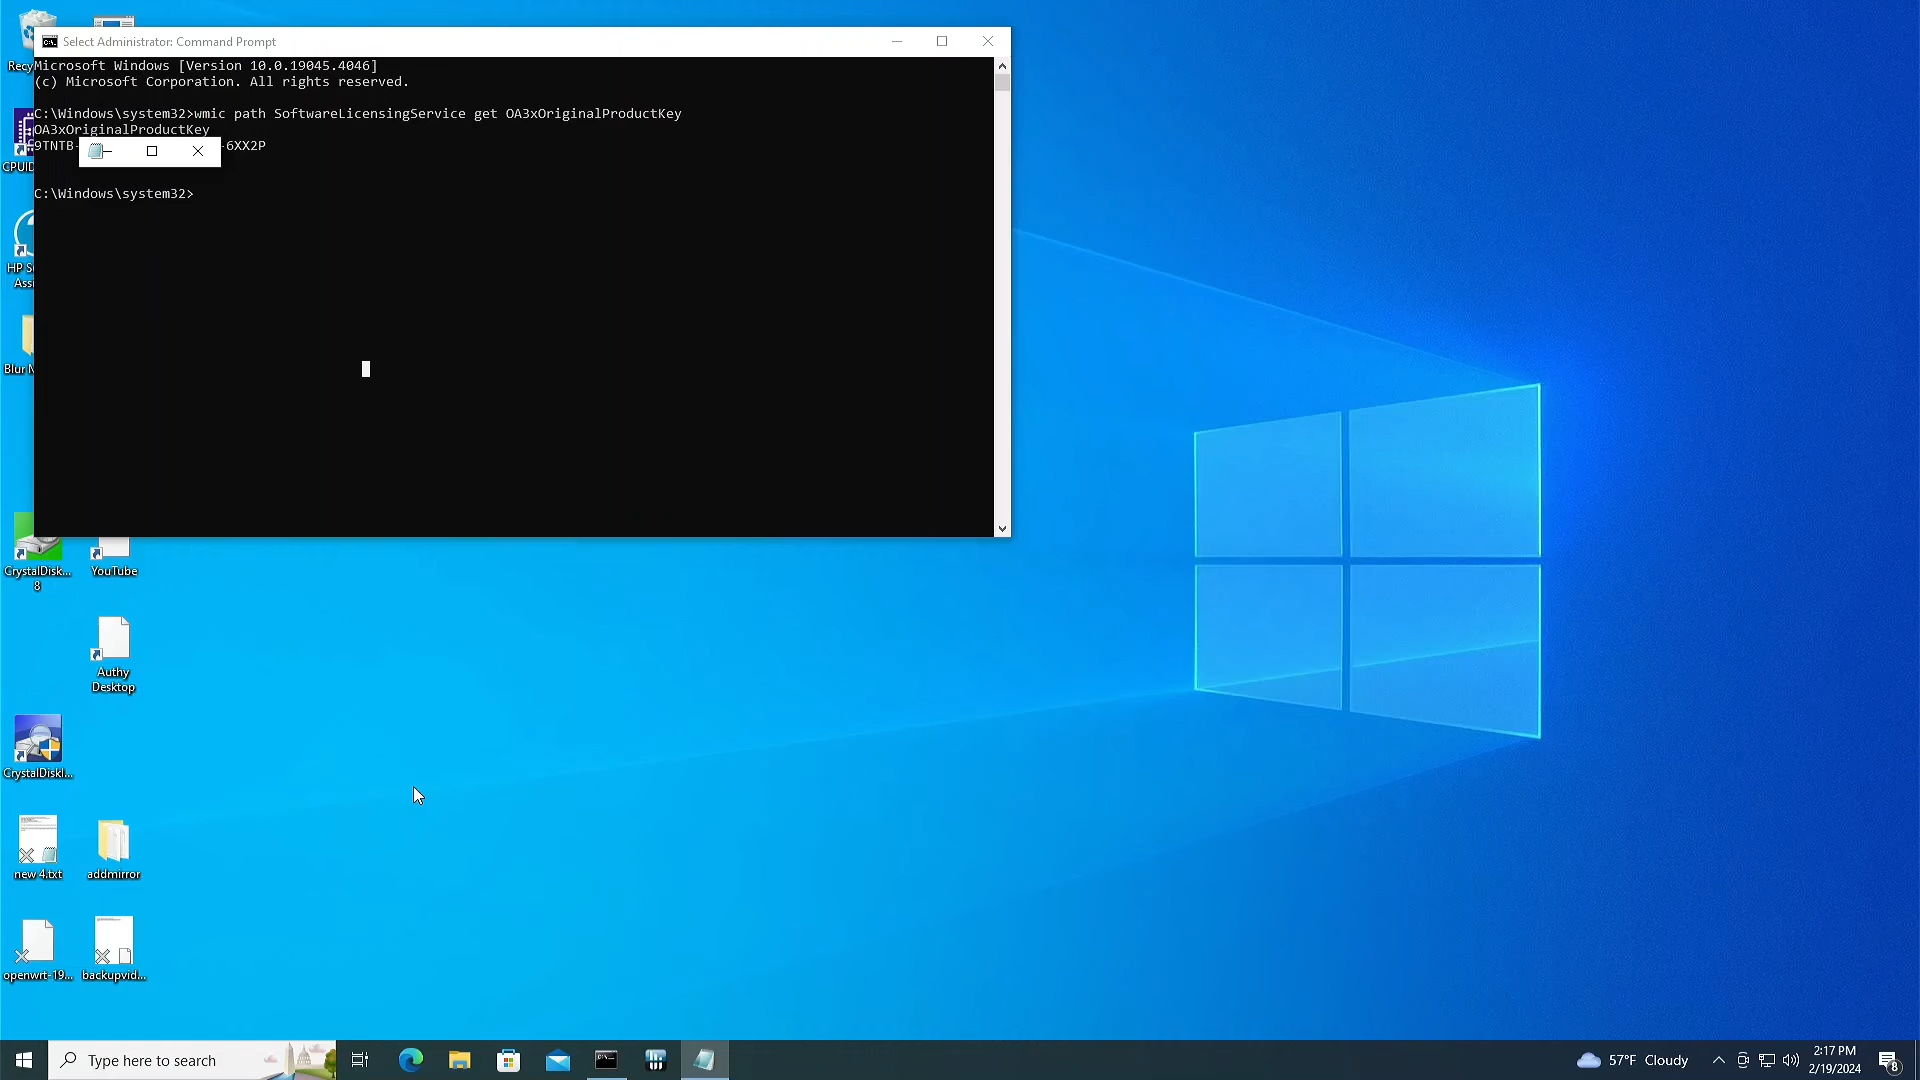 Select Administrator: Command Prompt
Recy
Microsoft Windows [Version 10.0.19045.4046]
(c) Microsoft Corporation. All rights reserved.
C:\Windows\system32>wmic path SoftwareLicensingService get OA3xOriginalProductKey
OA3xOriginalProductKey
9TNTB- -6XX2P
C:\Windows\system32>
CPUID
HP S
Assi
Blur M
CrystalDisk...
8
YouTube
Authy
Desktop
CrystalDiskI...
new 4.txt
addmirror
openwrt-19...
backupvid...
Type here to search
57°F Cloudy
2:17 PM
2/19/2024
8